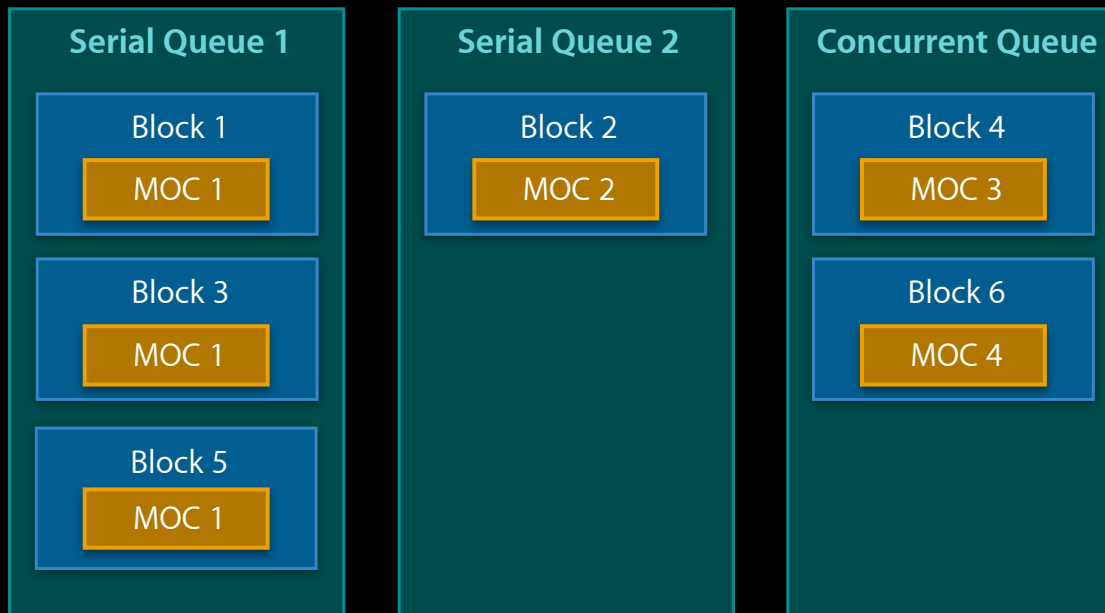 Serial Queue 1
Block 1
MOC 1
Block 3
MOC 1
Block 5
MOC 1
Serial Queue 2
Block 2
MOC 2
Concurrent Queue
Block 4
MOC 3
Block 6
MOC 4